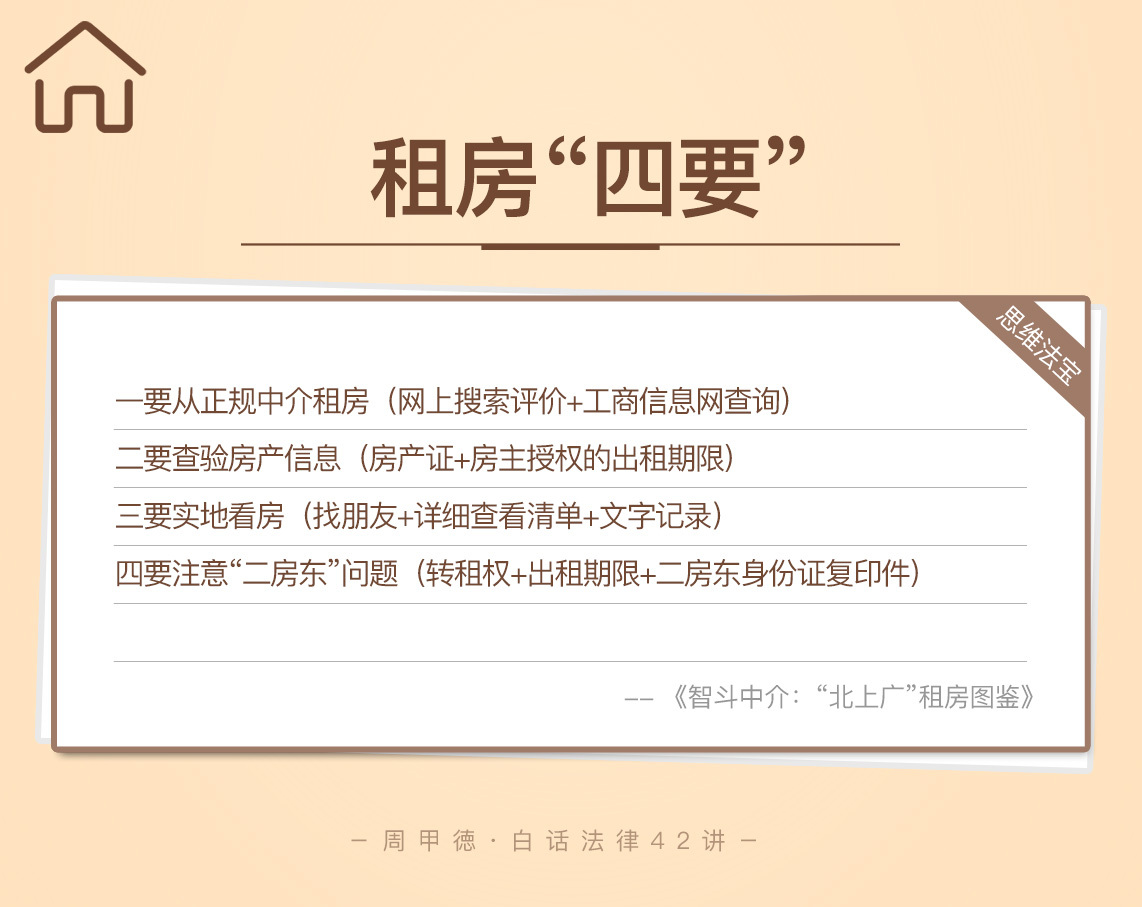 租房“四要”
思维法宝
一要从正规中介租房（网上搜索评价+工商信息网查询）
二要查验房产信息（房产证+房主授权的出租期限）
三要实地看房（找朋友+详细查看清单+文字记录）
四要注意“二房东”问题（转租权+出租期限+二房东身份证复印件）
—— 《智斗中介：“北上广”租房图鉴》
— 周甲德·白话法律42讲 —